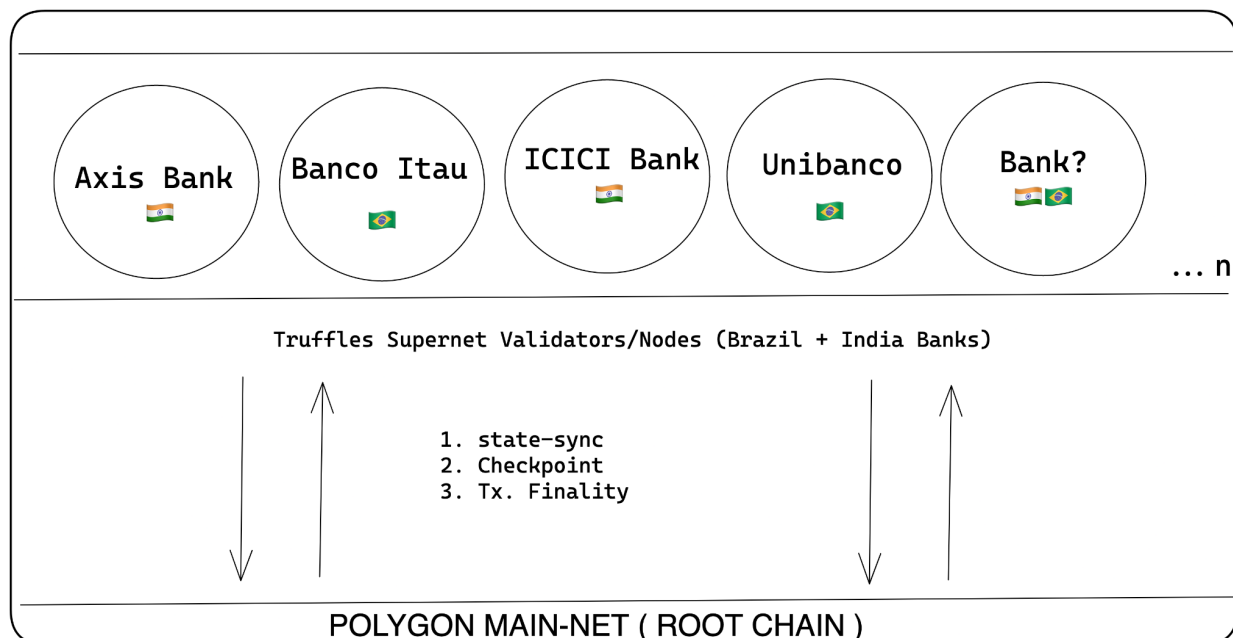 Axis Bank
🇮🇳
Banco Itau
🇧🇷
ICICI Bank
🇮🇳
Unibanco
🇧🇷
Bank?
🇮🇳🇧🇷
... n
Truffles Supernet Validators/Nodes (Brazil + India Banks)
1. state-sync
2. Checkpoint
3. Tx. Finality
POLYGON MAIN-NET ( ROOT CHAIN )